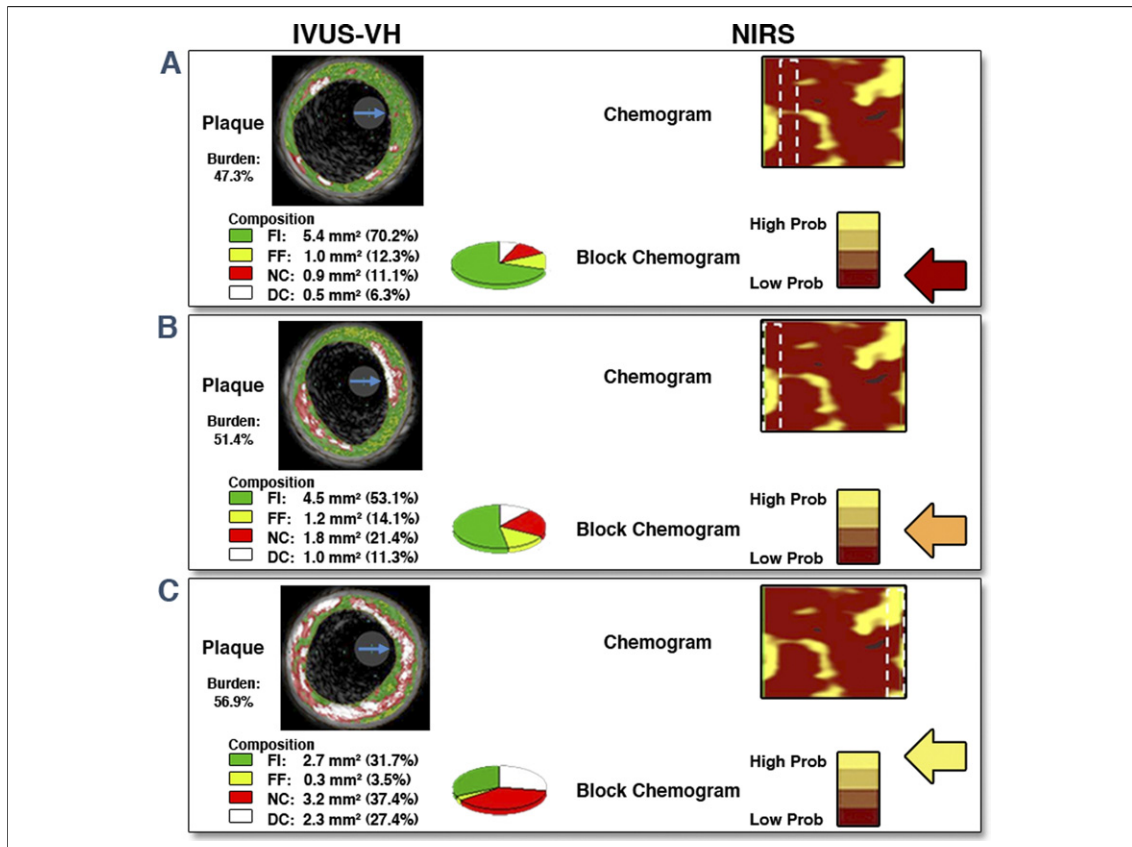 IVUS-VH NIRS
A
Plaque
Burden:
47.3%
Chemogram
Composition
FI: 5.4 mm² (70.2%)
FF: 1.0 mm² (12.3%)
NC: 0.9 mm² (11.1%)
DC: 0.5 mm² (6.3%)
Block Chemogram
High Prob
Low Prob
B
Plaque
Burden:
51.4%
Chemogram
Composition
FI: 4.5 mm² (53.1%)
FF: 1.2 mm² (14.1%)
NC: 1.8 mm² (21.4%)
DC: 1.0 mm² (11.3%)
Block Chemogram
High Prob
Low Prob
C
Plaque
Burden:
56.9%
Chemogram
Composition
FI: 2.7 mm² (31.7%)
FF: 0.3 mm² (3.5%)
NC: 3.2 mm² (37.4%)
DC: 2.3 mm² (27.4%)
Block Chemogram
High Prob
Low Prob